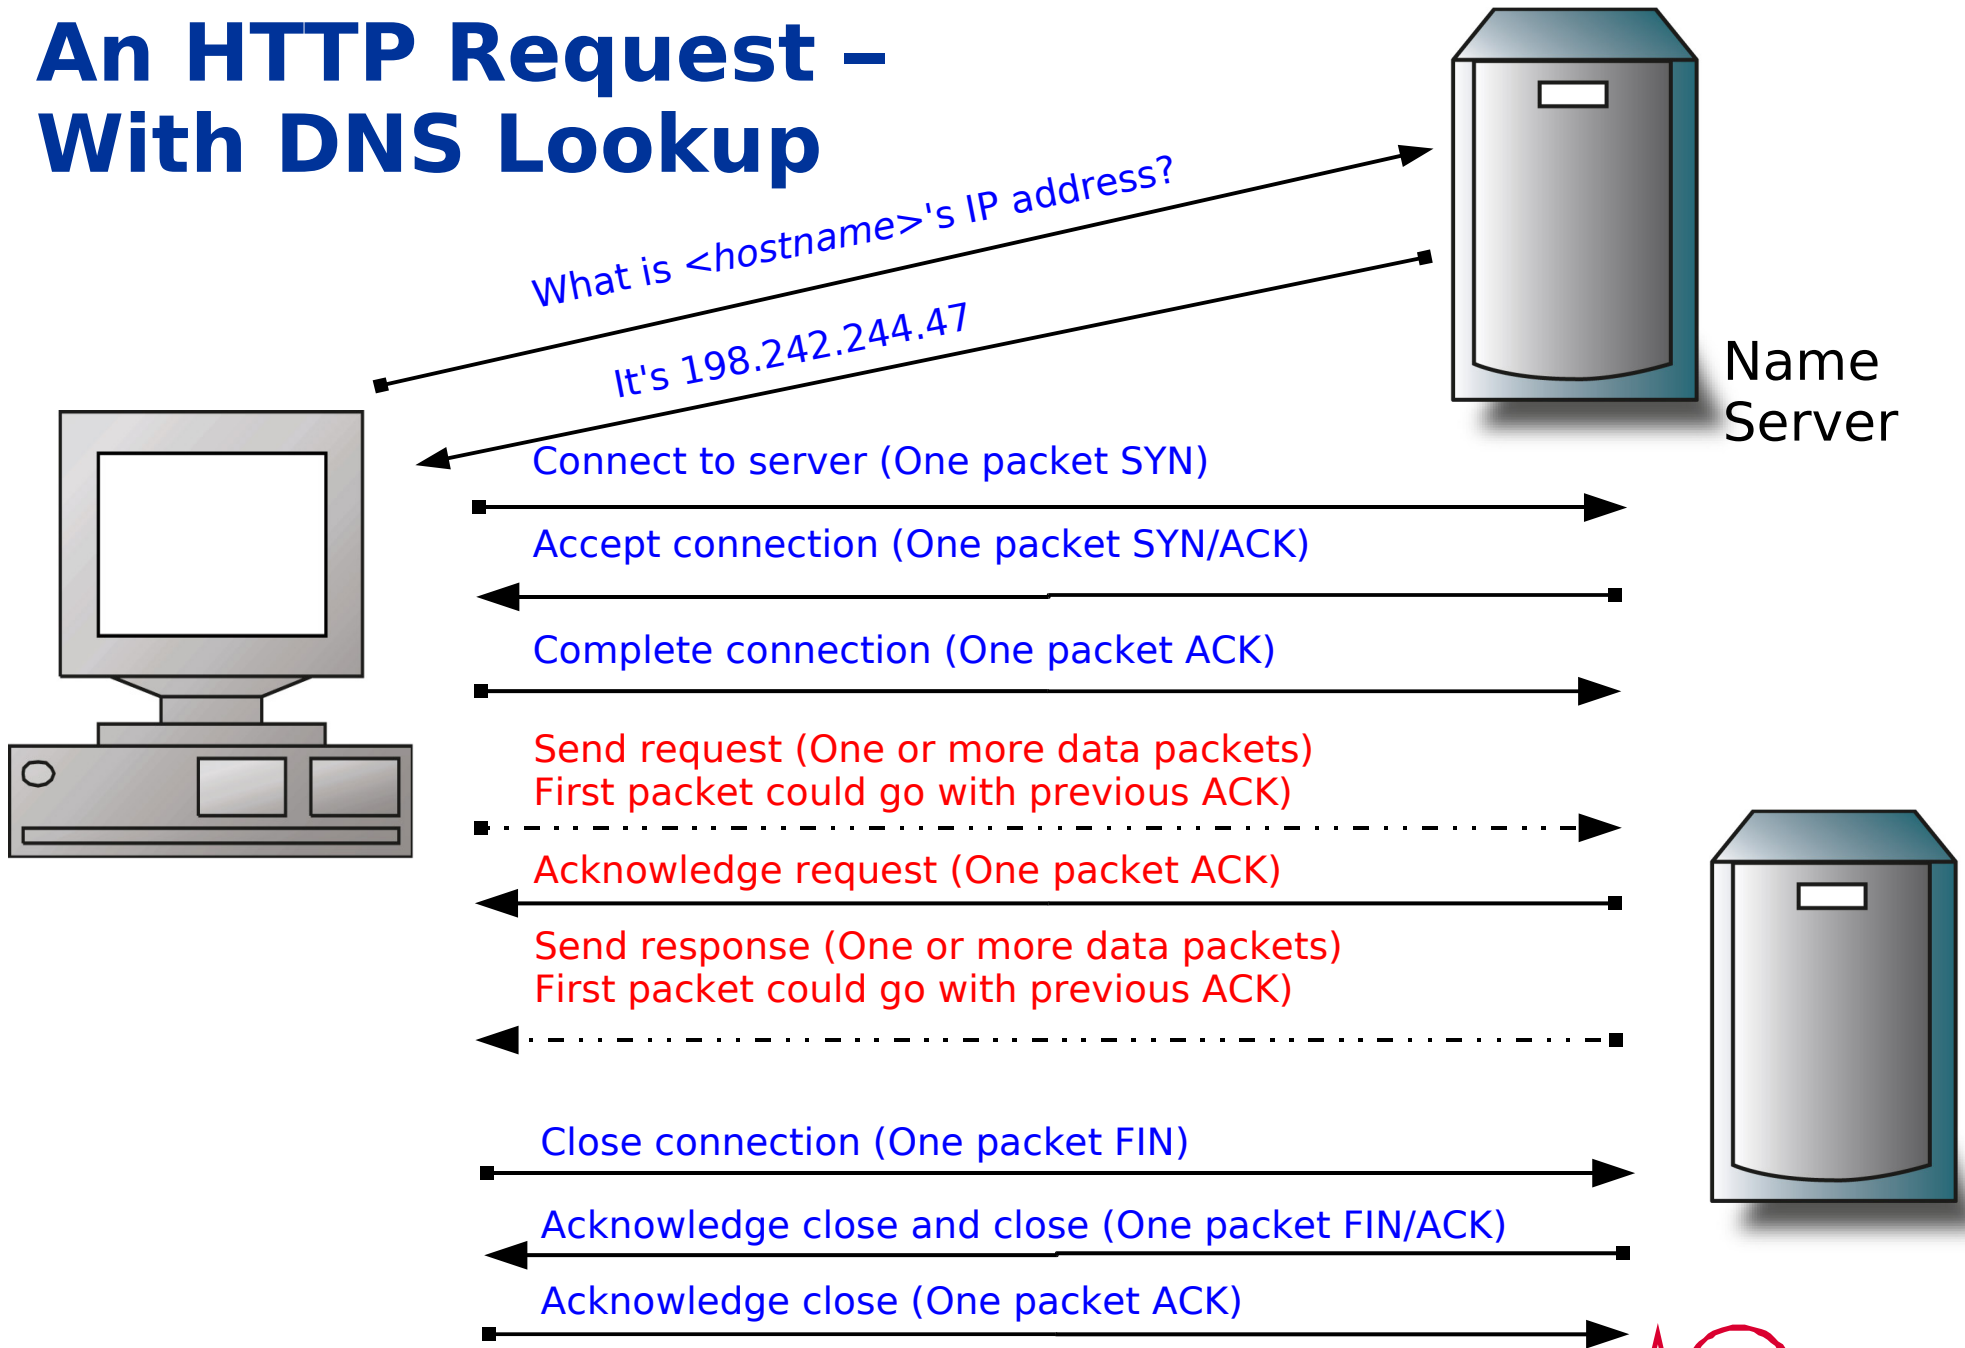 An HTTP Request –
With DNS Lookup
What is <hostname>'s IP address?
It's 198.242.244.47
Name
Server
Connect to server (One packet SYN)
Accept connection (One packet SYN/ACK)
Complete connection (One packet ACK)
Send request (One or more data packets)
First packet could go with previous ACK)
Acknowledge request (One packet ACK)
Send response (One or more data packets)
First packet could go with previous ACK)
Close connection (One packet FIN)
Acknowledge close and close (One packet FIN/ACK)
Acknowledge close (One packet ACK)